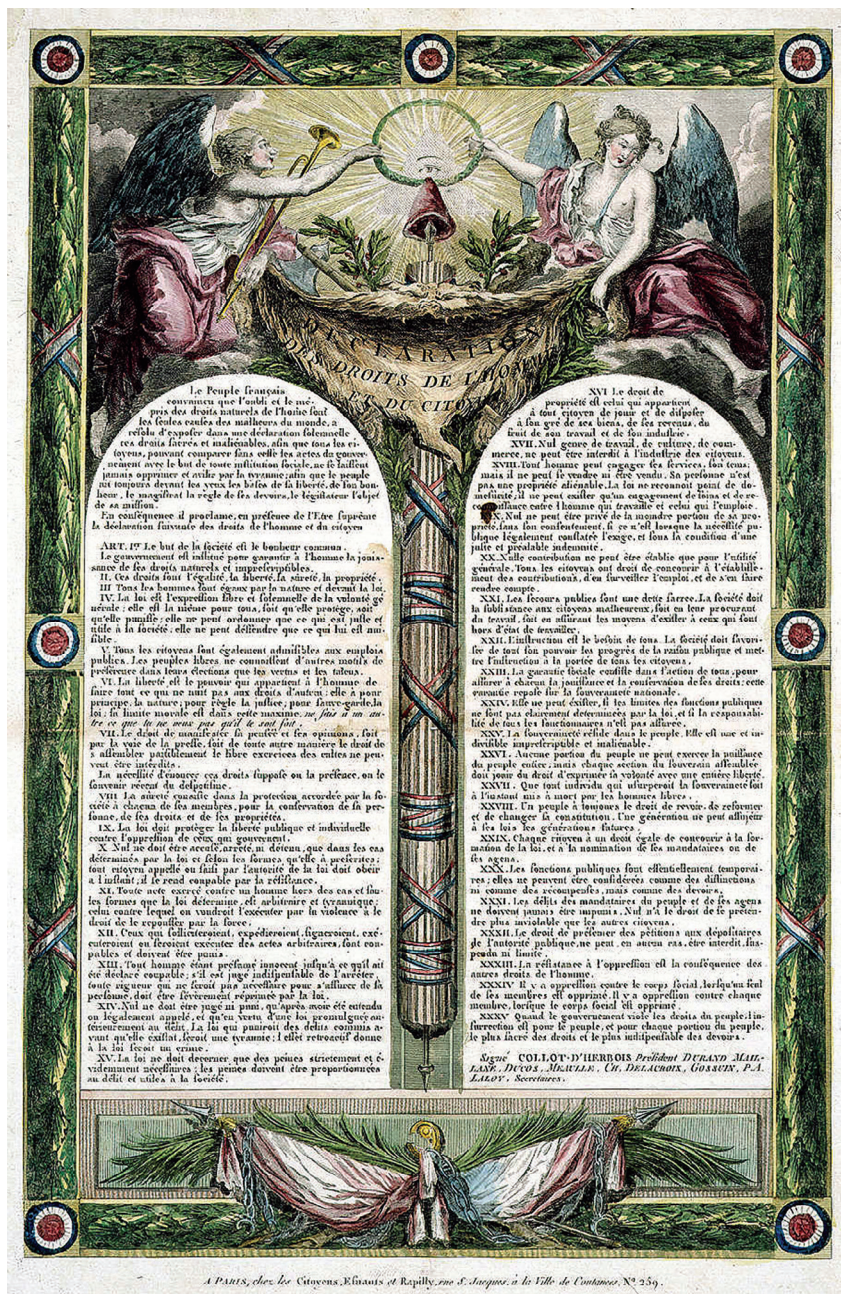 DECLARATION
DES DROITS DE L'HOMME
ET DU CITOYEN
Le Peuple français
convaincu que l'oubli et le mé-
pris des droits naturels de l'home sont
les seules causes des malheurs du monde, a
résolu d'exposer dans une déclaration solemnelle
ces droits sacrés et inaliénables, afin que tous les ci-
toyens, pouvant comparer sans cesse les actes du gouver-
nement avec le but de toute institution sociale, ne se laissent
jamais opprimer et avilir par la tyrannie; afin que le peuple
ait toujours devant les yeux les bases de sa liberté, de son bon-
heur, le magistrat la règle de ses devoirs, le législateur l'objet
de sa mission.
En conséquence il proclame, en présence de l'Etre suprême
la déclaration suivante des droits de l'homme et du citoyen
ART. I.er Le but de la société est le bonheur commun.
Le gouvernement est institué pour garantir à l'homme la jouis-
sance de ses droits naturels et imprescriptibles.
II. Ces droits sont l'égalité, la liberté, la sûreté, la propriété.
III Tous les hommes sont égaux par la nature et devant la loi.
IV. La loi est l'expression libre et solemnelle de la volonté gé
nérale; elle est la même pour tous, soit qu'elle protège, soit
qu'elle punisse; elle ne peut ordonner que ce qui est juste et
utile à la société; elle ne peut déffendre que ce qui lui est nui-
sible.
V. Tous les citoyens sont également admissibles aux emplois
publics. Les peuples libres ne connoissent d'autres motifs de
préférence dans leurs élections que les vertus et les talens.
VI. La liberté est le pouvoir qui appartient à l'homme de
faire tout ce qui ne nuit pas aux droits d'autrui: elle a pour
principe, la nature; pour règle la justice, pour sauve-garde, la
loi; sa limite morale est dans cette maxime, ne fais à un au-
tre ce que tu ne veux pas qu'il te soit fait.
VII. Le droit de manifester sa pensée et ses opinions, soit
par la voie de la presse, soit de toute autre manière le droit de
s'assembler paisiblement le libre exercices des cultes ne peu-
vent être interdits.
La nécessité d'énoncer ces droits suppose ou la présence, ou le
souvenir récent du despotisme.
VIII La sûreté consiste dans la protection accordée par la so-
ciété à chacun de ses membres, pour la conservation de sa per-
sonne, de ses droits et de ses propriétés.
IX. La loi doit protéger la liberté publique et individuelle
contre l'oppression de ceux qui gouvernent.
X Nul ne doit être accusé, arrêté, ni détenu, que dans les cas
déterminés par la loi et selon les formes qu'elle a prescrites;
tout citoyen appellé ou saisi par l'autorité de la loi doit obéir
a l'instant; il se rend coupable par la résistance.
XI. Toute acte exercé contre un homme hors des cas et sou-
les formes que la loi détermine, est arbitraire et tyrannique;
celui contre lequel on voudroit l'exécuter par la violence à le
droit de le repousser par la force.
XII. Ceux qui solliciteroient, expédieroient, signeroient, exé-
cuteroient ou feroient exécuter des actes arbitraires, sont cou-
pables et doivent être punis.
XIII. Tout homme étant présumé innocent jusqu'à ce qu'il ait
été déclaré coupable; s'il est jugé indispensable de l'arrêter,
toute rigueur qui ne seroit pas nécessaire pour s'assurer de sa
personne, doit être sévèrement réprimée par la loi.
XIV. Nul ne doit être jugé ni puni, qu'après avoir été entendu
ou légalement appelé, et qu'en vertu d'une loi promulguée an-
térieurement au délit. La loi qui puniroit des délits commis a-
vant qu'elle existat, seroit une tyrannie; l'effet rétroactif donné
à la loi seroit un crime.
XV. La loi ne doit decerner que des peines strictement et é-
videmment nécessaires; les peines doivent être proportionnées
au délit et utiles à la société.
XVI Le droit de
propriété est celui qui appartient
à tout citoyen de jouir et de disposer
à son gré de ses biens, de ses revenus, du
fruit de son travail et de son industrie.
XVII. Nul genre de travail, de culture, de com-
merce, ne peut être interdit à l'industrie des citoyens.
XVIII. Tout homme peut engager ses services, son tems;
mais il ne peut se vendre ni être vendu. Sa personne n'est
pas une propriété aliénable. La loi ne reconnoit point de do-
mesticité; il ne peut exister qu'un engagement de soins et de re-
connoissance entre l'homme qui travaille et celui qui l'emploie.
XIX. Nul ne peut être privé de la moindre portion de sa pro-
priété, sans son consentement, si ce n'est lorsque la nécessité pu-
blique légalement constatée l'exige, et sous la condition d'une
juste et préalable indemnité.
XX. Nulle contribution ne peut être établie que pour l'utilité
générale. Tous les citoyens ont droit de concourir à l'établisse-
ment des contributions, d'en surveiller l'emploi, et de s'en faire
rendre compte.
XXI. Les secours publics sont une dette sacrée. La société doit
la subsistance aux citoyens malheureux, soit en leur procurant
du travail, soit en assurant les moyens d'exister à ceux qui sont
hors d'état de travailler.
XXII. L'instruction est le besoin de tous. La société doit favori-
ser de tout son pouvoir les progrès de la raison publique et met-
tre l'instruction à la portée de tous les citoyens.
XXIII. La garantie sociale consiste dans l'action de tous, pour
assurer à chacun la jouissance et la conservation de ses droits; cette
garantie repose sur la souveraineté nationale.
XXIV. Elle ne peut exister, si les limites des fonctions publiques
ne sont pas clairement déterminées par la loi, et si la responsabi-
lité de tous les fonctionnaires n'est pas assurée.
XXV. La souveraineté réside dans le peuple. Elle est une et in-
divisible imprescriptible et inaliénable.
XXVI. Aucune portion du peuple ne peut exercer la puissance
du peuple entier; mais chaque section du souverain assemblée
doit jouir du droit d'exprimer sa volonté avec une entière liberté.
XXVII. Que tout individu qui usurperoit la souveraineté soit
à l'instant mis à mort par les hommes libres.
XXVIII. Un peuple à toujours le droit de revoir, de réformer
et de changer sa constitution. Une génération ne peut assujetir
à ses lois les générations futures.
XXIX. Chaque citoyen a un droit égale de concourir à la for-
mation de la loi, et à la nomination de ses mandataires ou de
ses agens.
XXX. Les fonctions publiques sont essentiellement temporai-
res; elles ne peuvent être considérées comme des distinctions
ni comme des récompenses, mais comme des devoirs.
XXXI. Les délits des mandataires du peuple et de ses agens
ne doivent jamais être impunis. Nul n'a le droit de se préten-
dre plus inviolable que les autres citoyens.
XXXII. Le droit de présenter des pétitions aux dépositaires
de l'autorité publique, ne peut, en aucun cas, être interdit, sus-
pendu ni limité.
XXXIII. La résistance à l'oppression est la conséquence des
autres droits de l'homme.
XXXIV Il y a oppression contre le corps social, lorsqu'un seul
de ses membres est opprimé. Il y a oppression contre chaque
membre, lorsque le corps social est opprimé.
XXXV Quand le gouvernement viole les droits du peuple; l'in-
surrection est pour le peuple, et pour chaque portion du peuple,
le plus sacré des droits et le plus indispensable des devoirs.
Signé COLLOT-D'HERBOIS Président DURAND MAIL-
LANE, DUCOS, MEAULLE, CH. DELACROIX, GOSSUIN, P.A.
LALOY, Secretaires.
A PARIS, chez les Citoyens, Esnauts et Rapilly, rue S. Jacques, à la Ville de Coutances, No. 259.